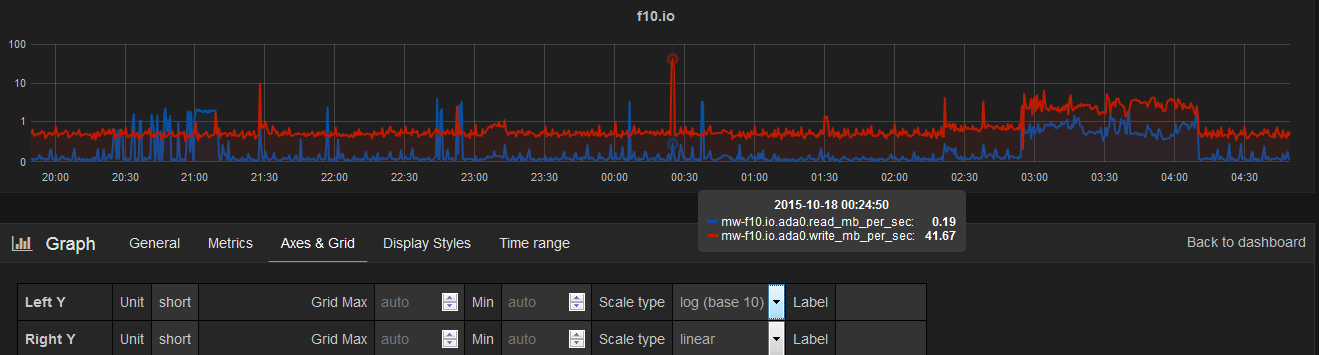 f10.io
100
10
1
0
20:00 20:30 21:00 21:30 22:00 22:30 23:00 23:30 00:00 00:30 01:00 01:30 02:00 02:30 03:00 03:30 04:00 04:30
2015-10-18 00:24:50
mw-f10.io.ada0.read_mb_per_sec: 0.19
mw-f10.io.ada0.write_mb_per_sec: 41.67
Graph General Metrics Axes & Grid Display Styles Time range Back to dashboard
Left Y Unit short Grid Max auto Min auto Scale type log (base 10) Label
Right Y Unit short Grid Max auto Min auto Scale type linear Label